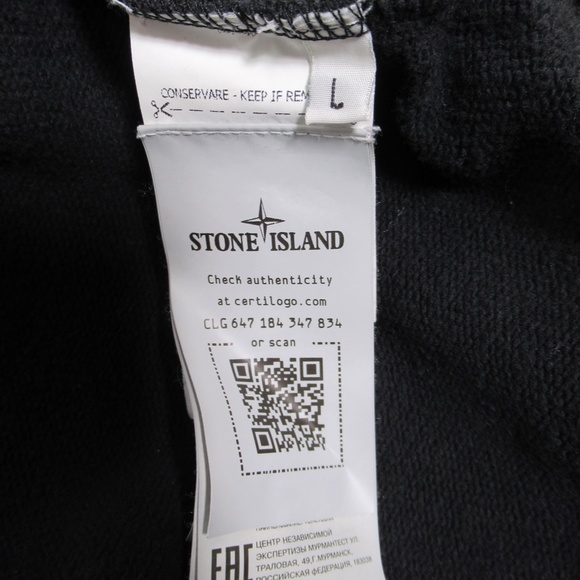 CONSERVARE - KEEP IF REM
L
STONE ISLAND
Check authenticity
at certilogo.com
CLG 647 184 347 834
or scan
EAC
ЦЕНТР НЕЗАВИСИМОЙ
ЭКСПЕРТИЗЫ МУРМАНТЕСТ УЛ.
ТРАЛОВАЯ, 49,Г.МУРМАНСК,
РОССИЙСКАЯ ФЕДЕРАЦИЯ, 183038